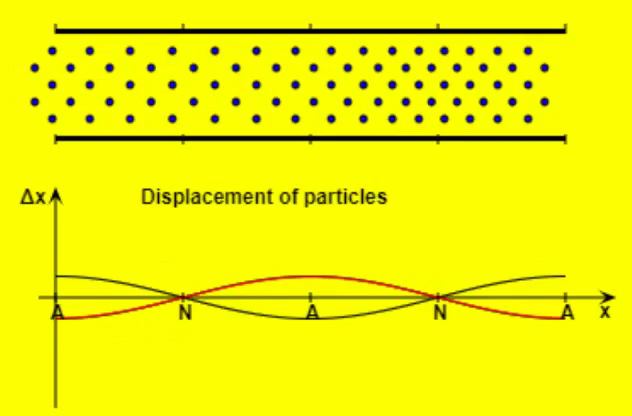 Δx Displacement of particles
A N A N A x